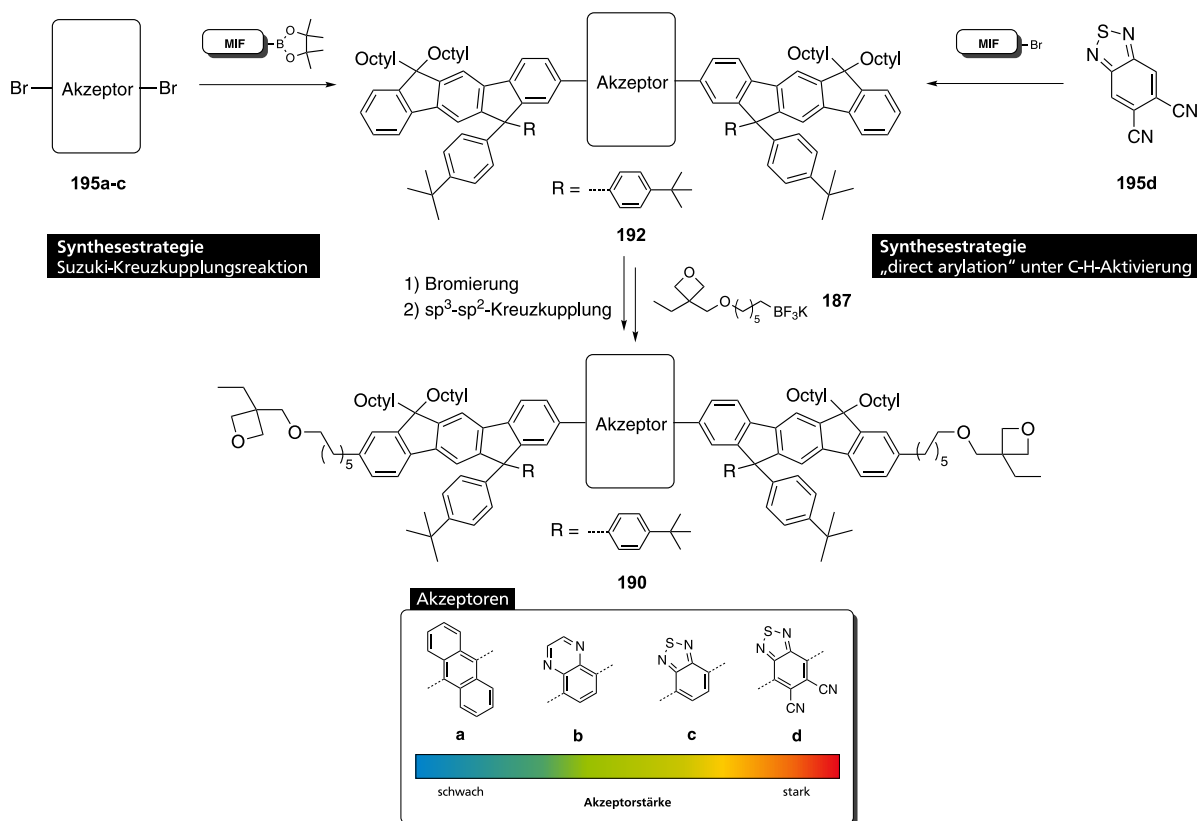 Br
Akzeptor
Br
195a-c
MIF
B
O
O
Octyl
Octyl
R
Akzeptor
Octyl
Octyl
R
R =
192
MIF
Br
S
N
N
CN
CN
195d
Synthesestrategie
Suzuki-Kreuzkupplungsreaktion
Synthesestrategie
„direct arylation“ unter C-H-Aktivierung
1) Bromierung
2) sp³-sp²-Kreuzkupplung
O
O
5
BF₃K
187
O
O
5
Octyl
Octyl
R
Akzeptor
Octyl
Octyl
R
5
O
O
R =
190
Akzeptoren
N
N
S
N
N
S
N
N
CN
CN
a
b
c
d
schwach
stark
Akzeptorstärke